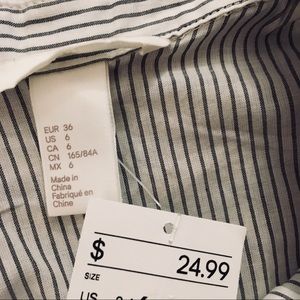 EUR 36
US 6
CA 6
CN 165/84A
MX 6
Made in
China
Fabriqué en
Chine
$ 24.99
SIZE
US